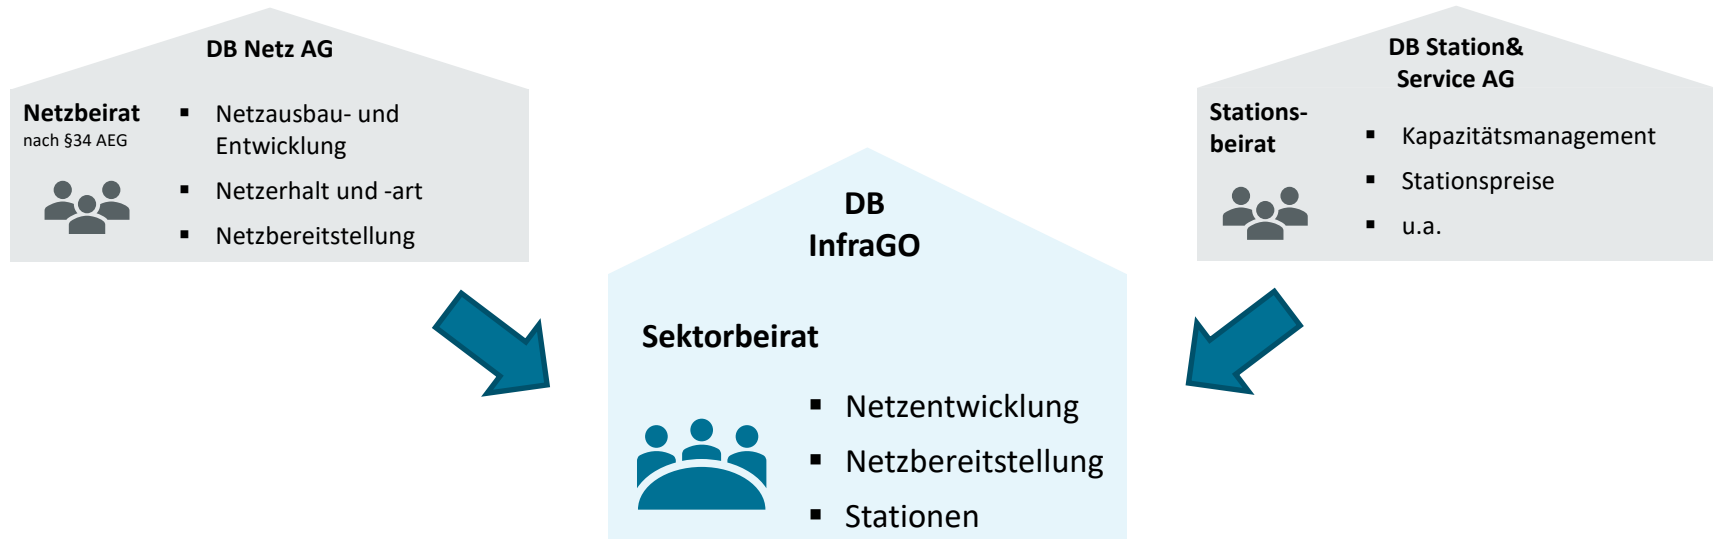 DB Netz AG
Netzbeirat
nach §34 AEG
▪ Netzausbau- und
Entwicklung
▪ Netzerhalt und -art
▪ Netzbereitstellung
DB Station&
Service AG
Stations-
beirat
▪ Kapazitätsmanagement
▪ Stationspreise
▪ u.a.
DB
InfraGO
Sektorbeirat
▪ Netzentwicklung
▪ Netzbereitstellung
▪ Stationen